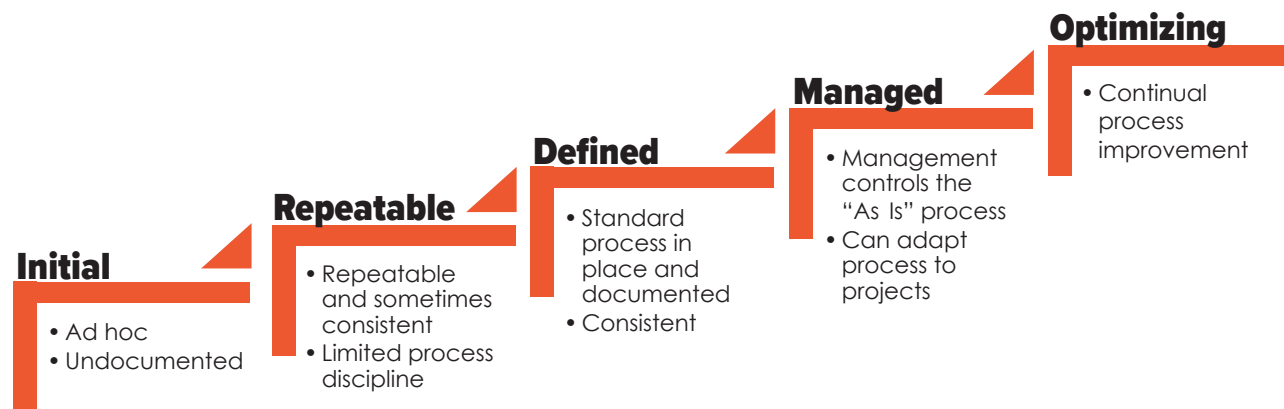 Initial
• Ad hoc
• Undocumented
Repeatable
• Repeatable
and sometimes
consistent
• Limited process
discipline
Defined
• Standard
process in
place and
documented
• Consistent
Managed
• Management
controls the
“As Is” process
• Can adapt
process to
projects
Optimizing
• Continual
process
improvement